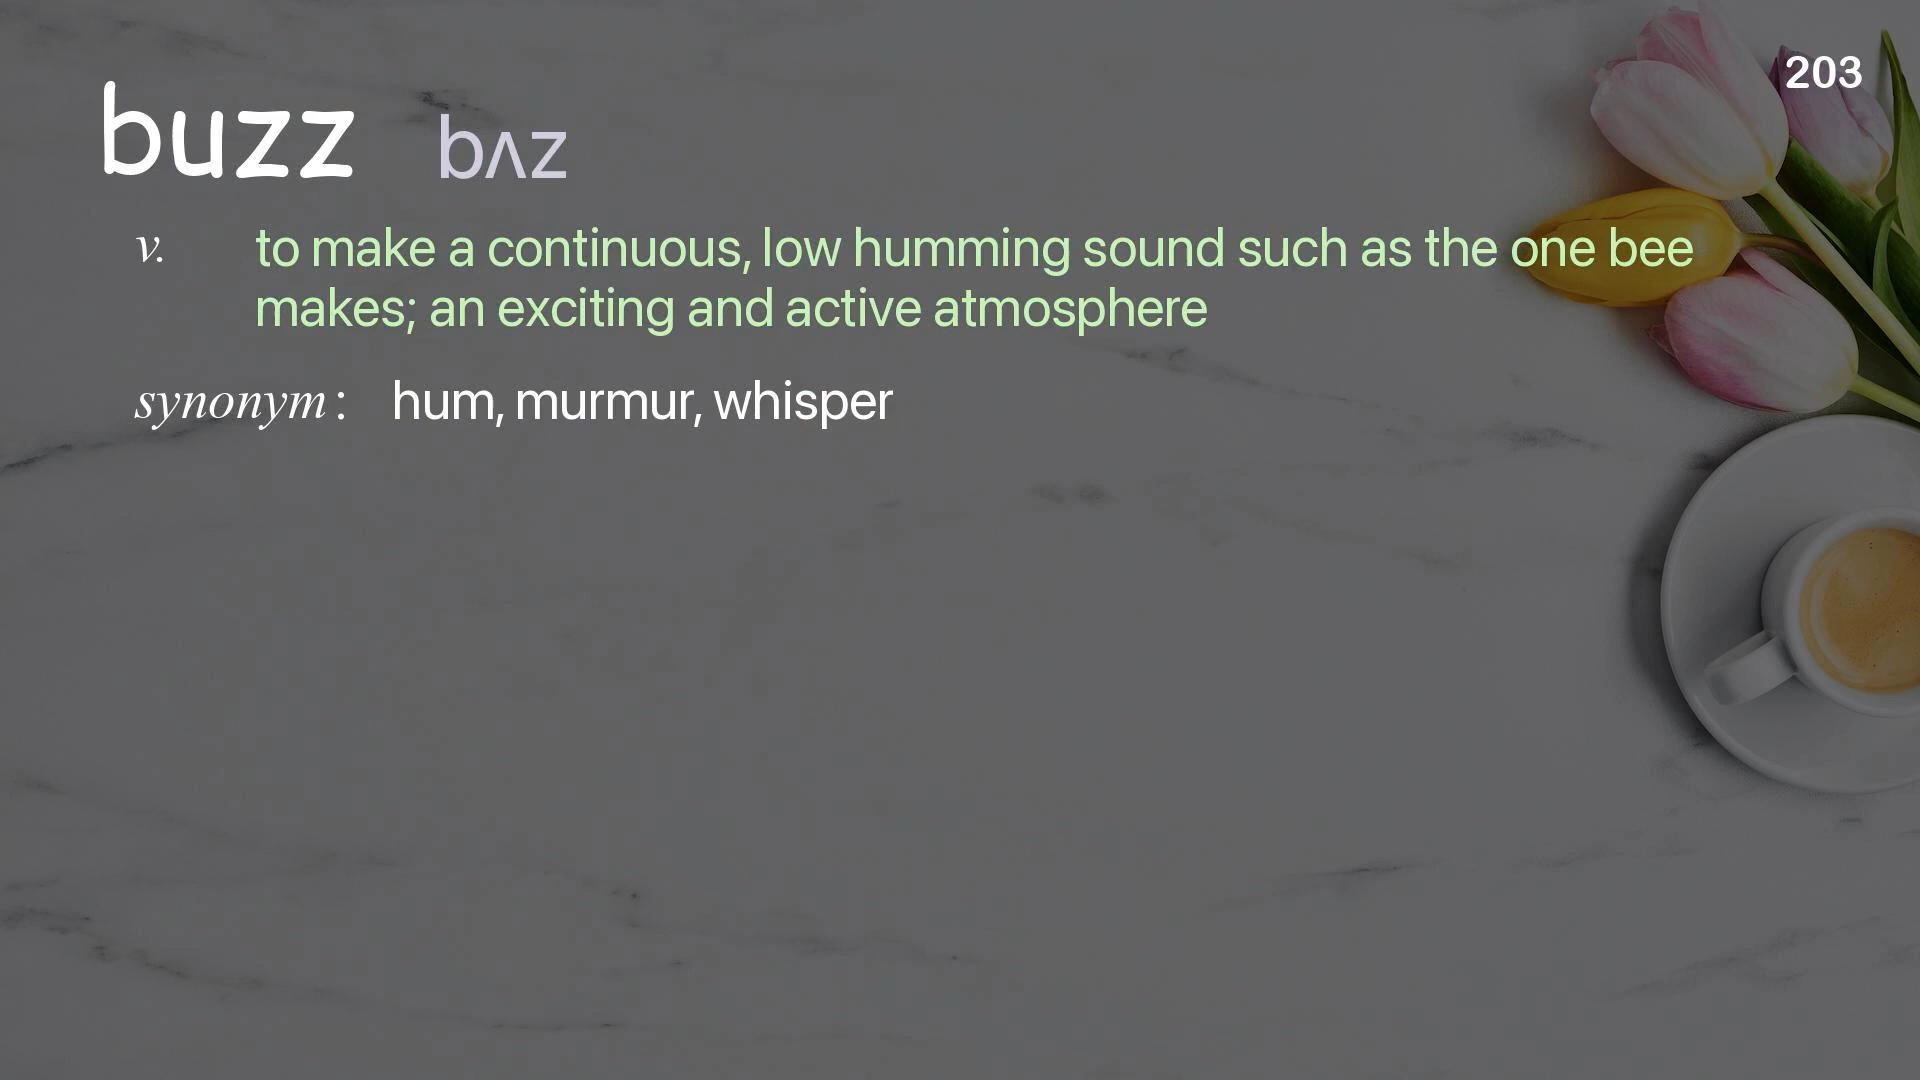 203
buzz bʌz
v. to make a continuous, low humming sound such as the one bee
makes; an exciting and active atmosphere
synonym : hum, murmur, whisper